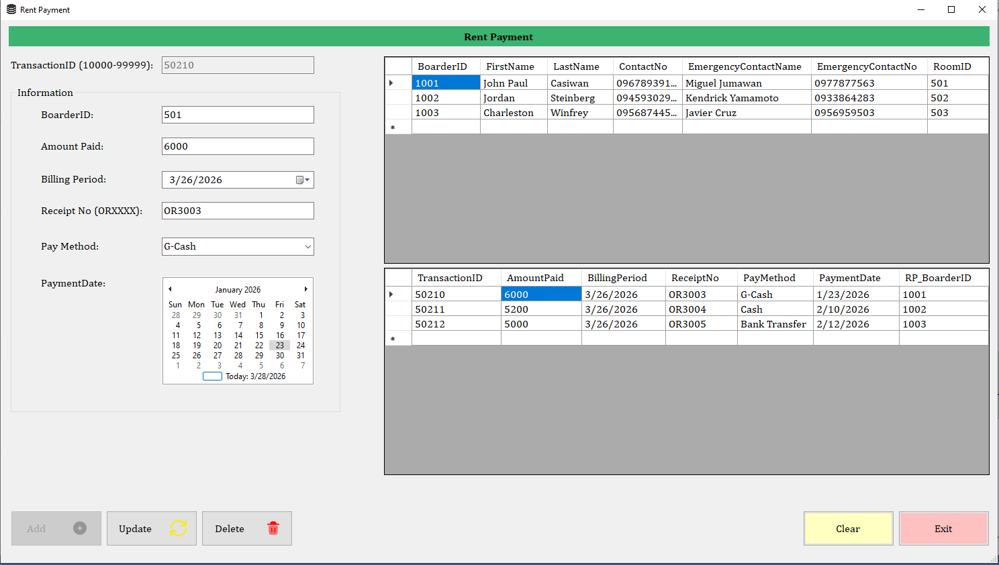 Rent Payment
Rent Payment
TransactionID (10000-99999): 50210
Information
BoarderID: 501
Amount Paid: 6000
Billing Period: 3/26/2026
Receipt No (ORXXXX): OR3003
Pay Method: G-Cash
PaymentDate:
January 2026
Sun Mon Tue Wed Thu Fri Sat
28 29 30 31 1 2 3
4 5 6 7 8 9 10
11 12 13 14 15 16 17
18 19 20 21 22 23 24
25 26 27 28 29 30 31
1 2 3 4 5 6 7
Today: 3/28/2026
BoarderID FirstName LastName ContactNo EmergencyContactName EmergencyContactNo RoomID
1001 John Paul Casiwan 096789391... Miguel Jumawan 0977877563 501
1002 Jordan Steinberg 094593029... Kendrick Yamamoto 0933864283 502
1003 Charleston Winfrey 095687445... Javier Cruz 0956959503 503
TransactionID AmountPaid BillingPeriod ReceiptNo PayMethod PaymentDate RP_BoarderID
50210 6000 3/26/2026 OR3003 G-Cash 1/23/2026 1001
50211 5200 3/26/2026 OR3004 Cash 2/10/2026 1002
50212 5000 3/26/2026 OR3005 Bank Transfer 2/12/2026 1003
Add Update Delete Clear Exit